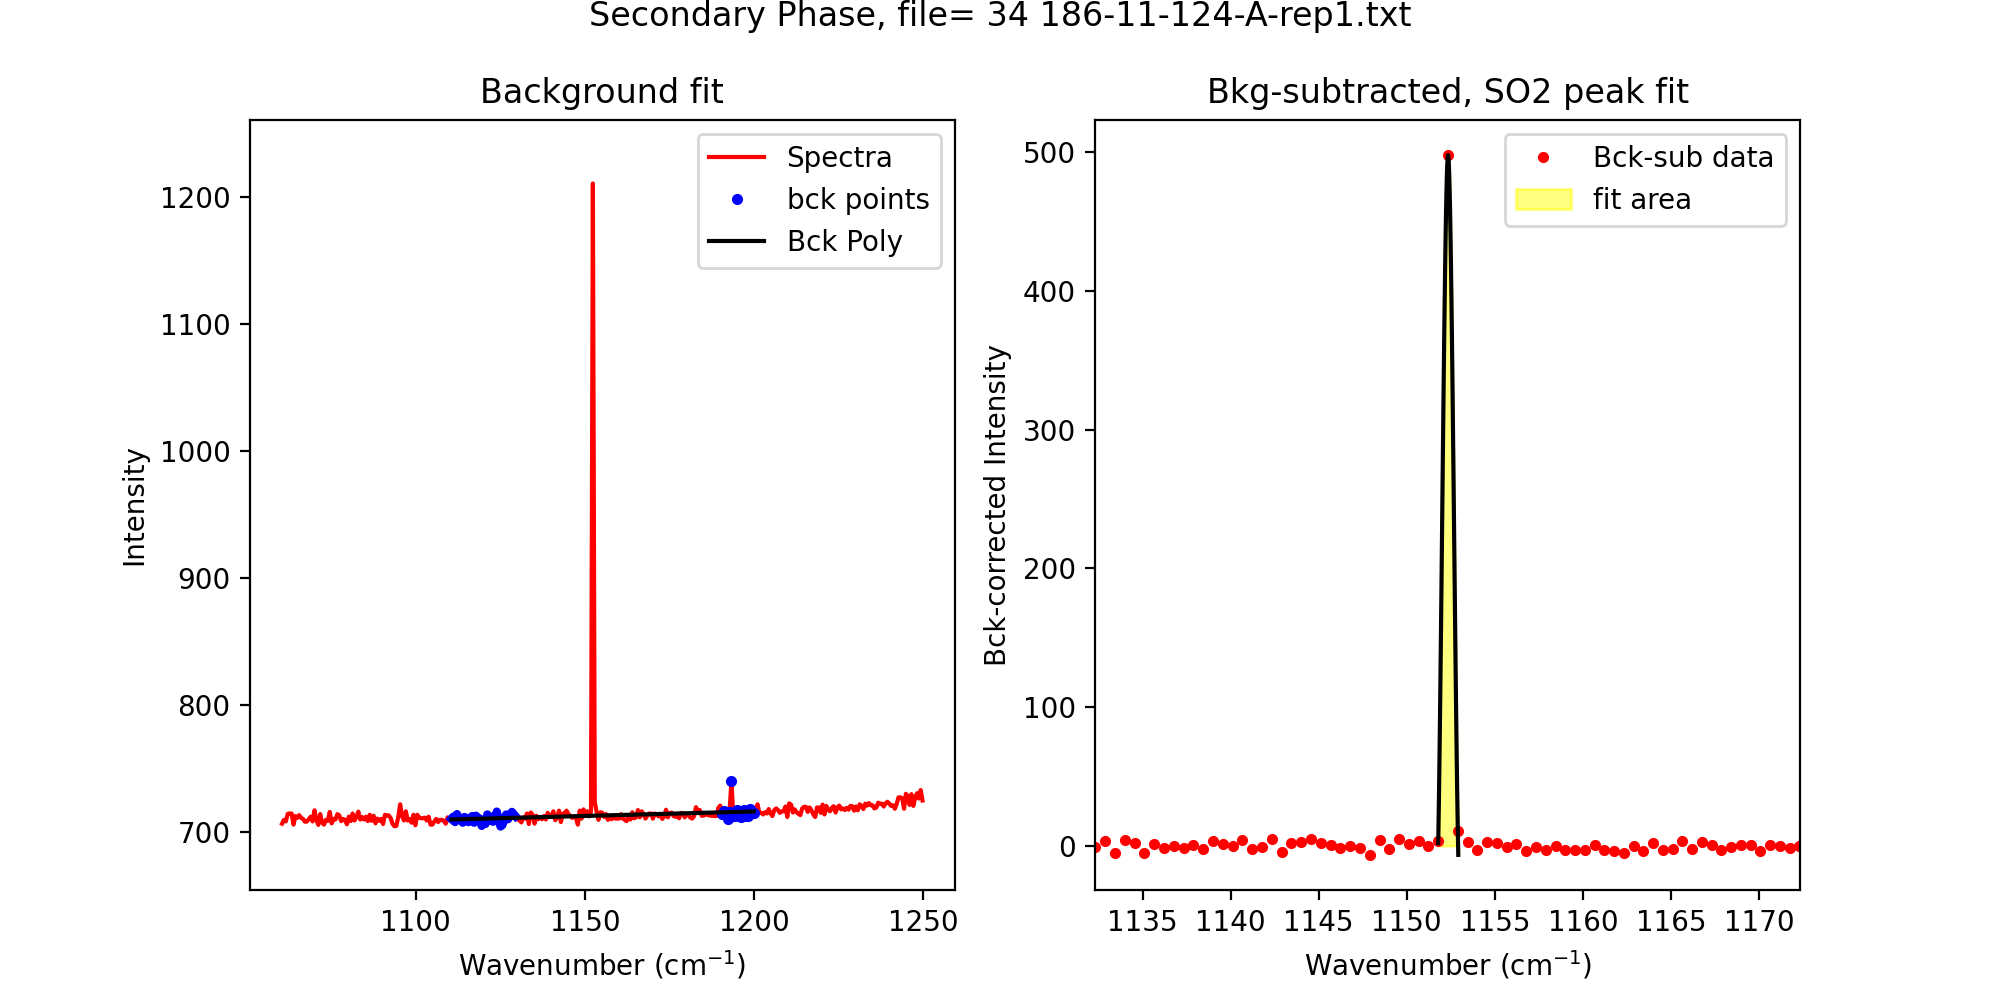 Secondary Phase, file= 34 186-11-124-A-rep1.txt
Background fit
Spectra
bck points
Bck Poly
Intensity
1200
1100
1000
900
800
700
1100 1150 1200 1250
Wavenumber (cm⁻¹)
Bkg-subtracted, SO2 peak fit
Bck-sub data
fit area
Bck-corrected Intensity
500
400
300
200
100
0
1135 1140 1145 1150 1155 1160 1165 1170
Wavenumber (cm⁻¹)